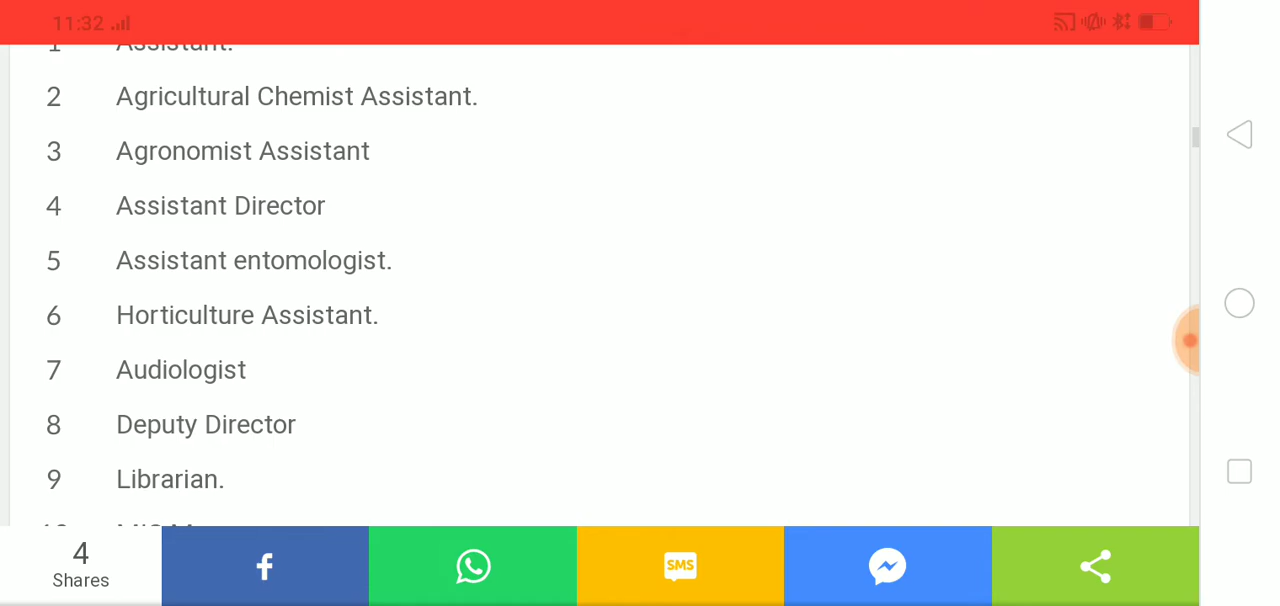 11:32
1 Assistant.
2 Agricultural Chemist Assistant.
3 Agronomist Assistant
4 Assistant Director
5 Assistant entomologist.
6 Horticulture Assistant.
7 Audiologist
8 Deputy Director
9 Librarian.
4
Shares
SMS